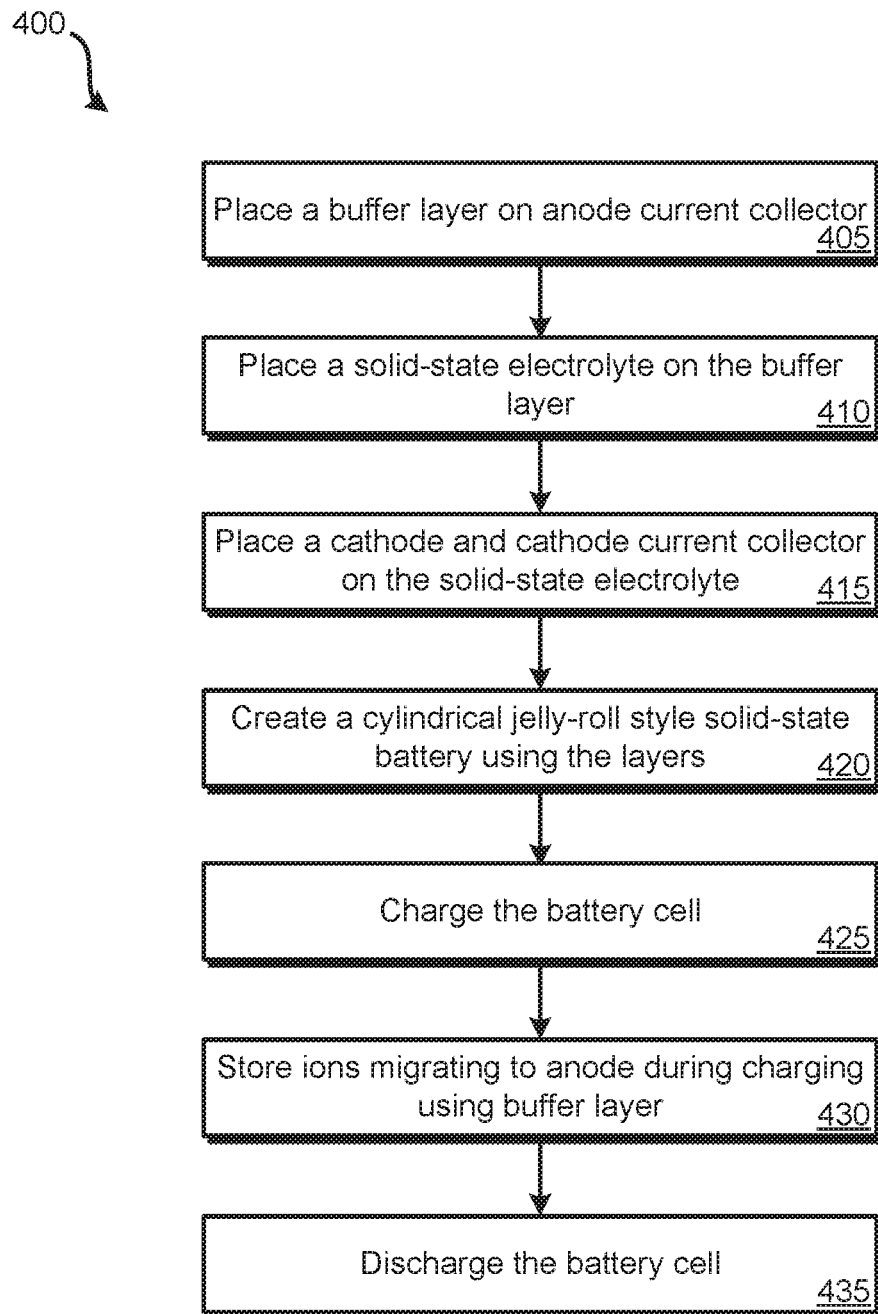 400
Place a buffer layer on anode current collector
405
Place a solid-state electrolyte on the buffer
layer
410
Place a cathode and cathode current collector
on the solid-state electrolyte
415
Create a cylindrical jelly-roll style solid-state
battery using the layers
420
Charge the battery cell
425
Store ions migrating to anode during charging
using buffer layer
430
Discharge the battery cell
435